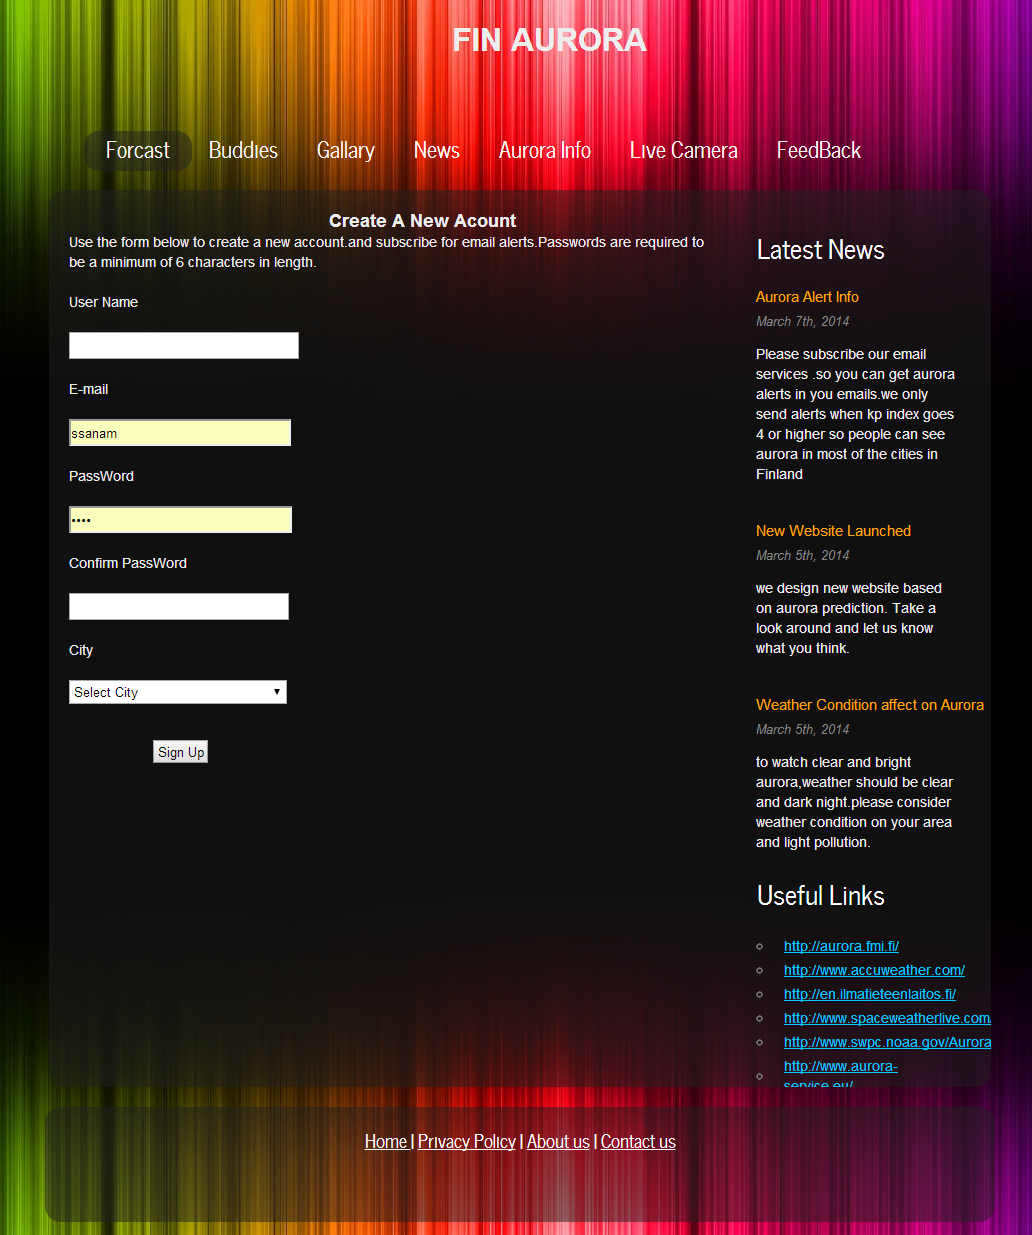 FIN AURORA
Forcast Buddies Gallary News Aurora Info Live Camera FeedBack
Create A New Acount
Use the form below to create a new account.and subscribe for email alerts.Passwords are required to
be a minimum of 6 characters in length.
User Name
E-mail
ssanam
PassWord
••••
Confirm PassWord
City
Select City
Sign Up
Latest News
Aurora Alert Info
March 7th, 2014
Please subscribe our email
services .so you can get aurora
alerts in you emails.we only
send alerts when kp index goes
4 or higher so people can see
aurora in most of the cities in
Finland
New Website Launched
March 5th, 2014
we design new website based
on aurora prediction. Take a
look around and let us know
what you think.
Weather Condition affect on Aurora
March 5th, 2014
to watch clear and bright
aurora,weather should be clear
and dark night.please consider
weather condition on your area
and light pollution.
Useful Links
http://aurora.fmi.fi/
http://www.accuweather.com/
http://en.ilmatieteenlaitos.fi/
http://www.spaceweatherlive.com/
http://www.swpc.noaa.gov/Aurora
http://www.aurora-
service.eu/
Home | Privacy Policy | About us | Contact us